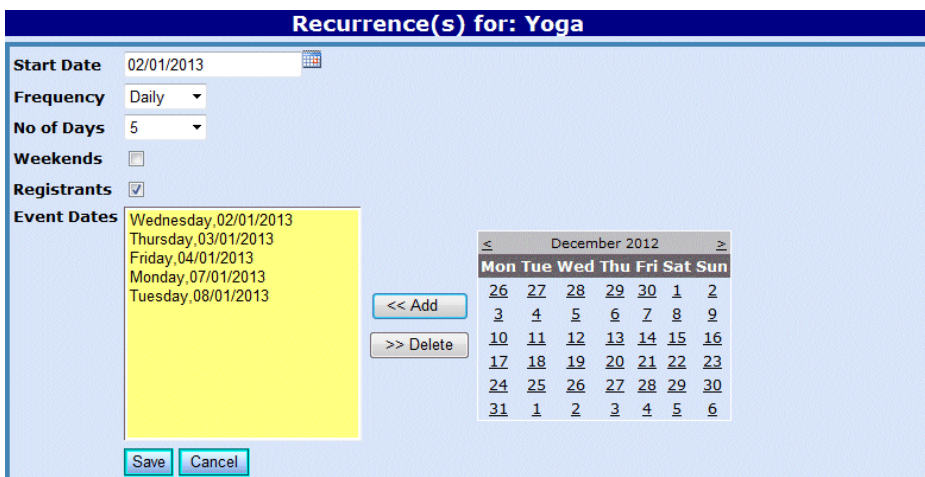 Recurrence(s) for: Yoga
Start Date 02/01/2013
Frequency Daily
No of Days 5
Weekends
Registrants
Event Dates
Wednesday,02/01/2013
Thursday,03/01/2013
Friday,04/01/2013
Monday,07/01/2013
Tuesday,08/01/2013
<< Add
>> Delete
< December 2012 >
Mon Tue Wed Thu Fri Sat Sun
26 27 28 29 30 1 2
3 4 5 6 7 8 9
10 11 12 13 14 15 16
17 18 19 20 21 22 23
24 25 26 27 28 29 30
31 1 2 3 4 5 6
Save Cancel